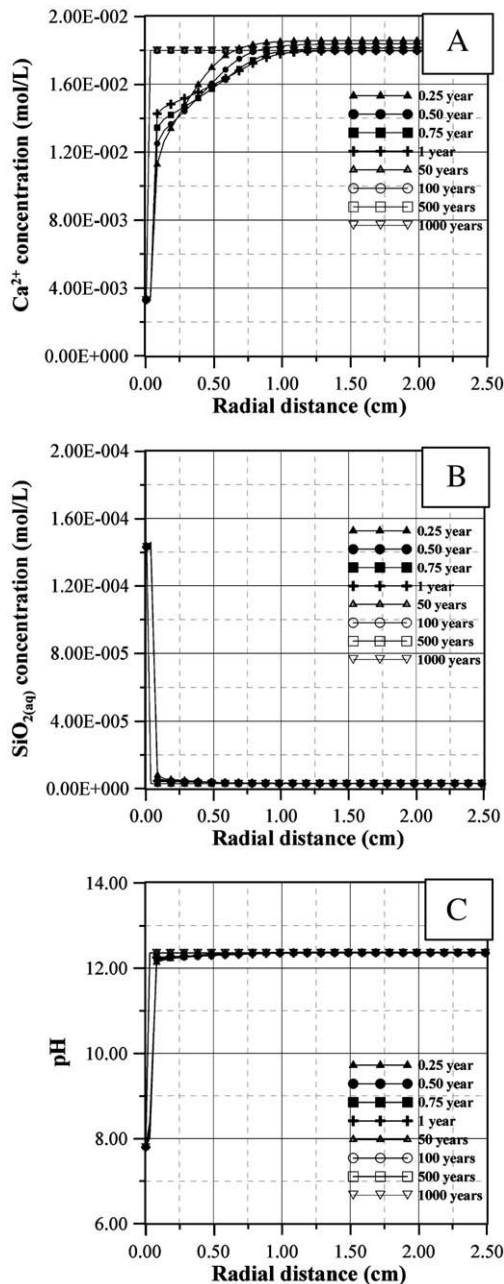 A
2.00E-002
1.60E-002
1.20E-002
8.00E-003
4.00E-003
0.00E+000
Ca²⁺ concentration (mol/L)
0.25 year
0.50 year
0.75 year
1 year
50 years
100 years
500 years
1000 years
0.00 0.50 1.00 1.50 2.00 2.50
Radial distance (cm)
B
2.00E-004
1.60E-004
1.20E-004
8.00E-005
4.00E-005
0.00E+000
SiO₂(aq) concentration (mol/L)
0.25 year
0.50 year
0.75 year
1 year
50 years
100 years
500 years
1000 years
0.00 0.50 1.00 1.50 2.00 2.50
Radial distance (cm)
C
14.00
12.00
10.00
8.00
6.00
pH
0.25 year
0.50 year
0.75 year
1 year
50 years
100 years
500 years
1000 years
0.00 0.50 1.00 1.50 2.00 2.50
Radial distance (cm)